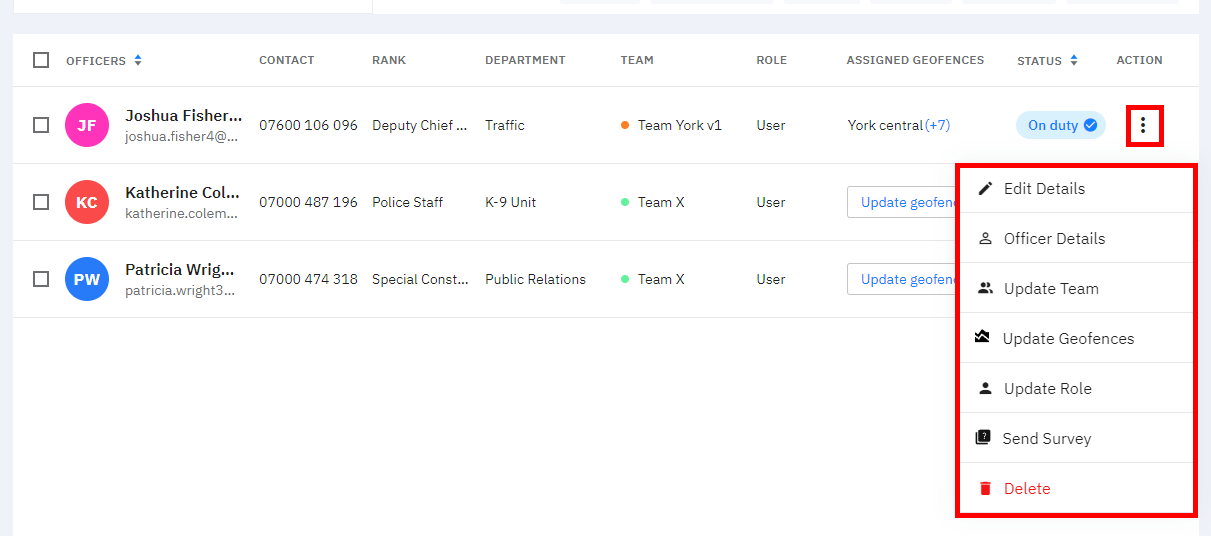 OFFICERS CONTACT RANK DEPARTMENT TEAM ROLE ASSIGNED GEOFENCES STATUS ACTION
JF Joshua Fisher... 07600 106 096 Deputy Chief ... Traffic Team York v1 User York central(+7) On duty
joshua.fisher4@...
KC Katherine Col... 07000 487 196 Police Staff K-9 Unit Team X User Update geofen
katherine.colem...
PW Patricia Wrig... 07000 474 318 Special Const... Public Relations Team X User Update geofen
patricia.wright3...
Edit Details
Officer Details
Update Team
Update Geofences
Update Role
Send Survey
Delete